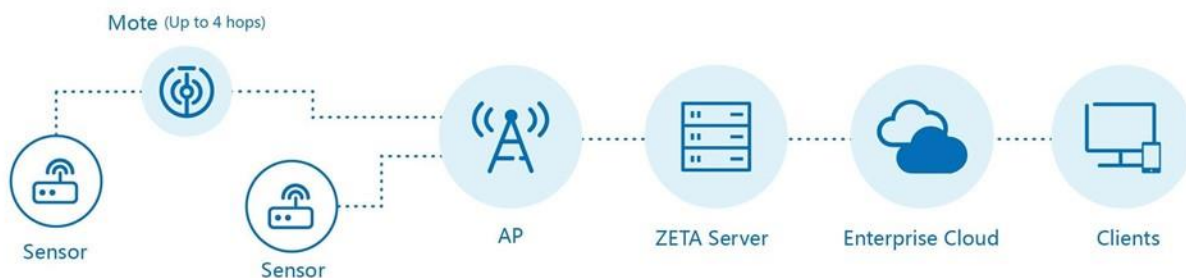 Mote (Up to 4 hops)
Sensor
Sensor
AP
ZETA Server
Enterprise Cloud
Clients